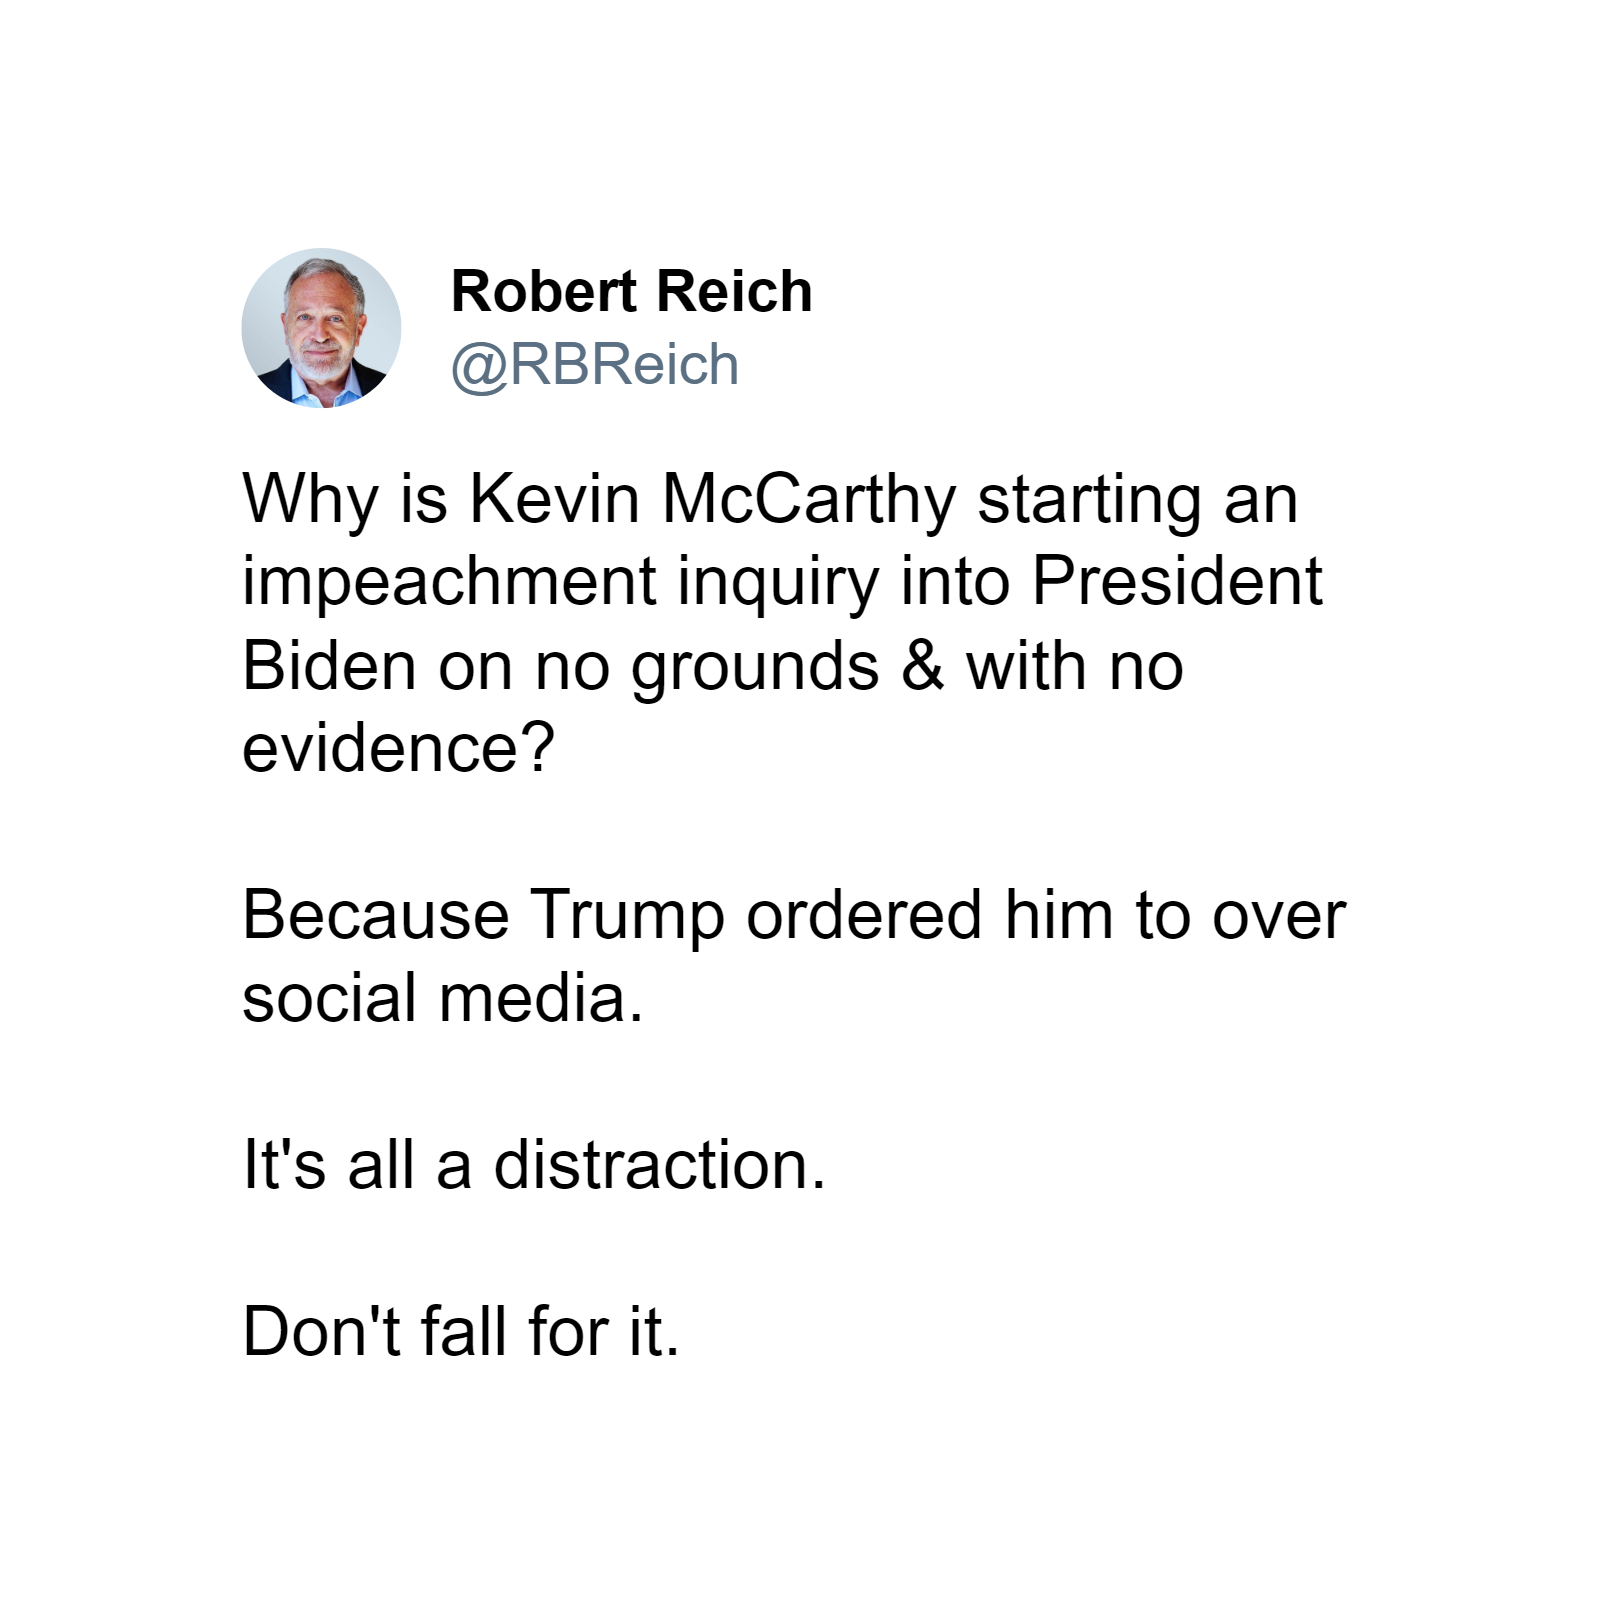 Robert Reich
@RBReich
Why is Kevin McCarthy starting an
impeachment inquiry into President
Biden on no grounds & with no
evidence?
Because Trump ordered him to over
social media.
It's all a distraction.
Don't fall for it.